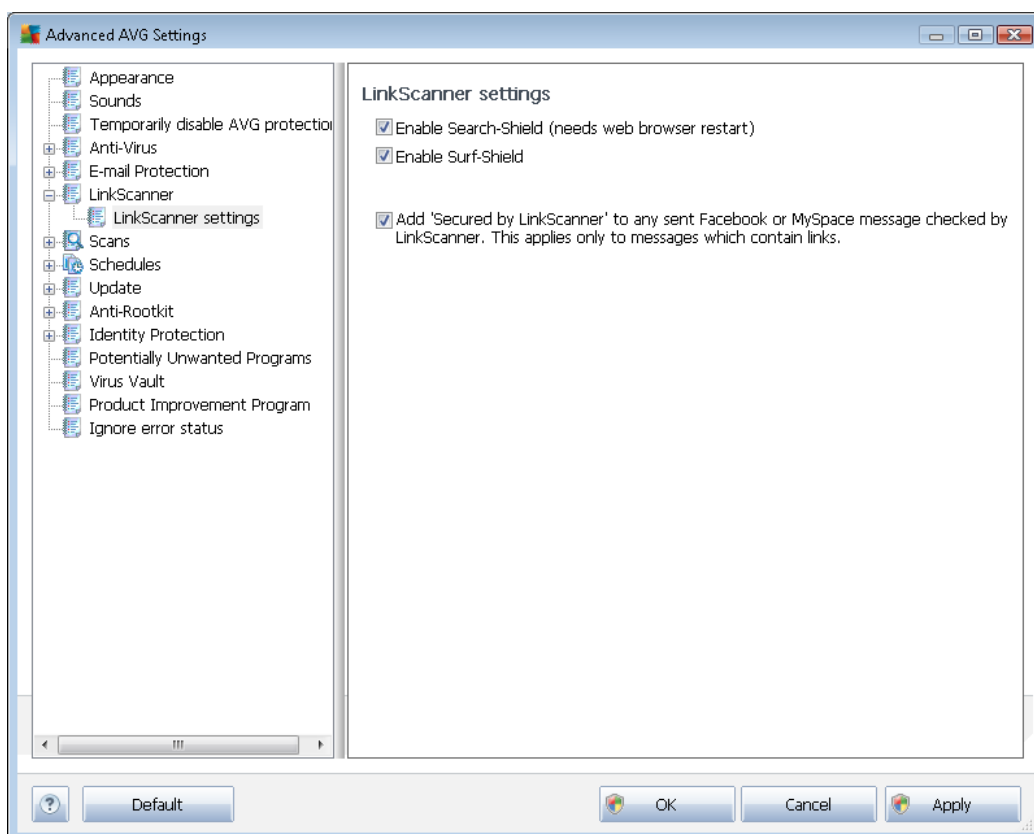 Advanced AVG Settings
Appearance
Sounds
Temporarily disable AVG protection
Anti-Virus
E-mail Protection
LinkScanner
LinkScanner settings
Scans
Schedules
Update
Anti-Rootkit
Identity Protection
Potentially Unwanted Programs
Virus Vault
Product Improvement Program
Ignore error status
LinkScanner settings
Enable Search-Shield (needs web browser restart)
Enable Surf-Shield
Add 'Secured by LinkScanner' to any sent Facebook or MySpace message checked by
LinkScanner. This applies only to messages which contain links.
?
Default
OK
Cancel
Apply